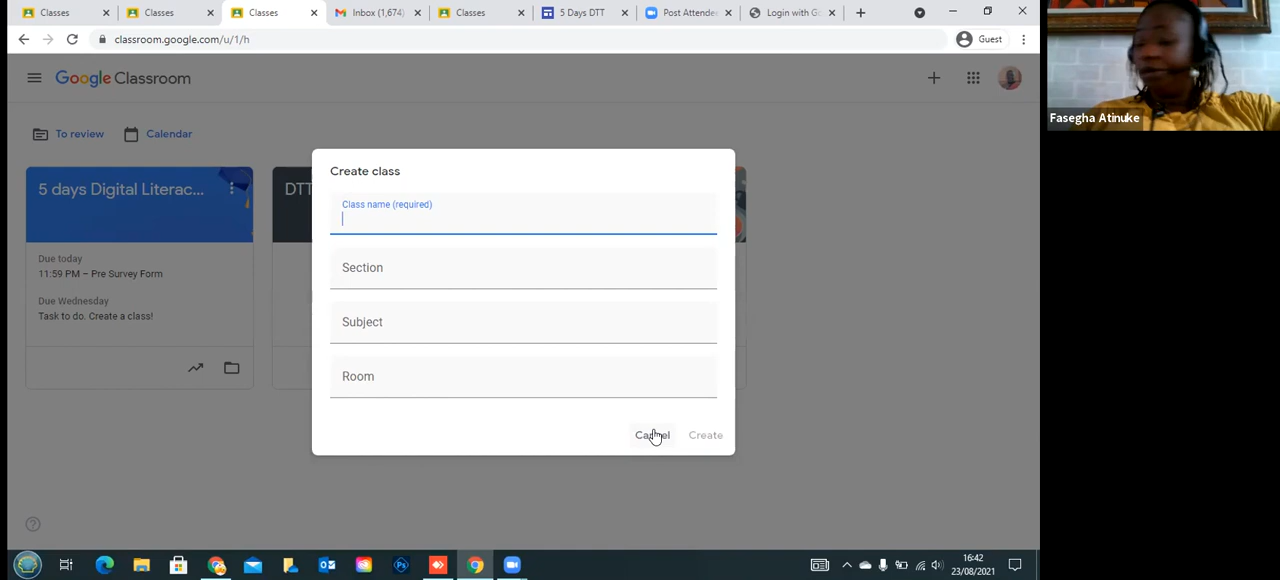 Classes
Classes
Classes
Inbox (1,674)
Classes
5 Days DTT
Post Attende
Login with Go
classroom.google.com/u/1/h
Guest
Google Classroom
To review
Calendar
5 days Digital Literac...
DTT
Due today
11:59 PM – Pre Survey Form
Due Wednesday
Task to do. Create a class!
Create class
Class name (required)
Section
Subject
Room
Cancel
Create
Fasegha Atinuke
16:42
23/08/2021